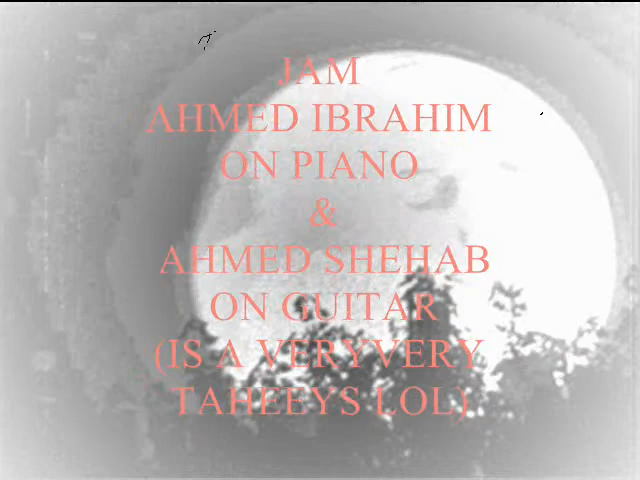 JAM
AHMED IBRAHIM
ON PIANO
&
AHMED SHEHAB
ON GUITAR
(IS A VERYVERY
TAHEEYS LOL)